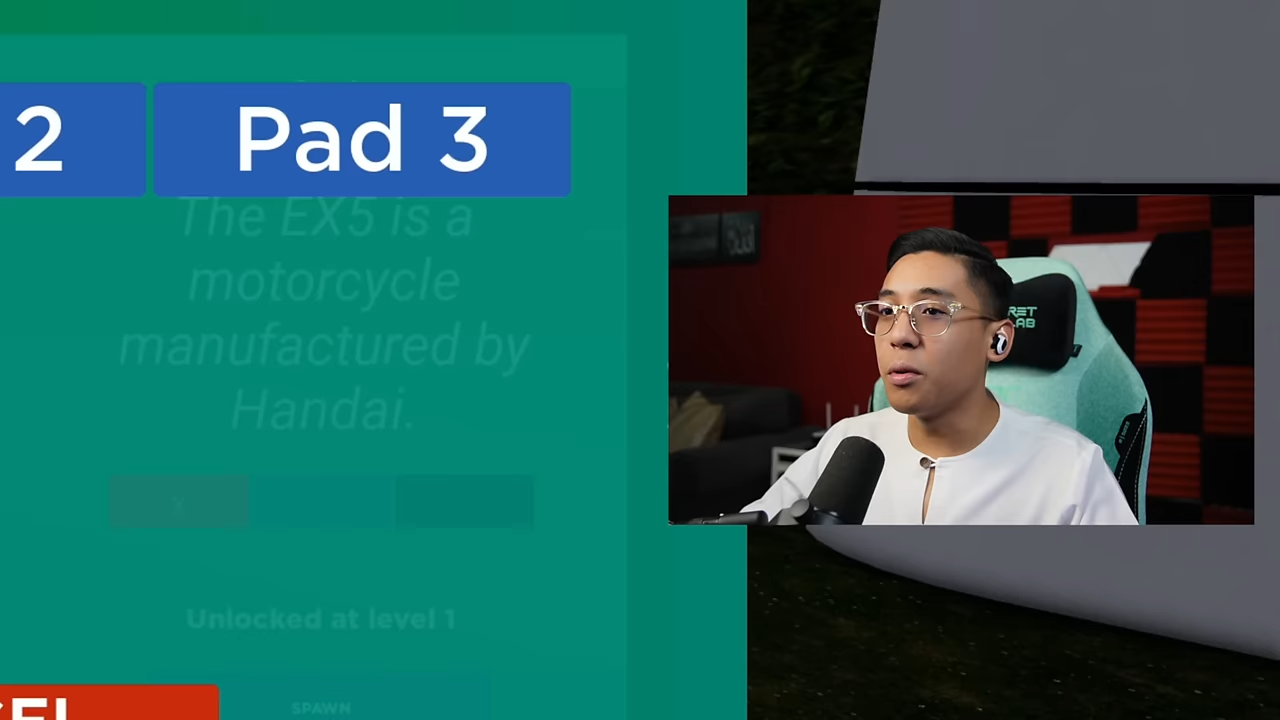 2
Pad 3
The EX5 is a
motorcycle
manufactured by
Handai.
Unlocked at level 1
SPAWN